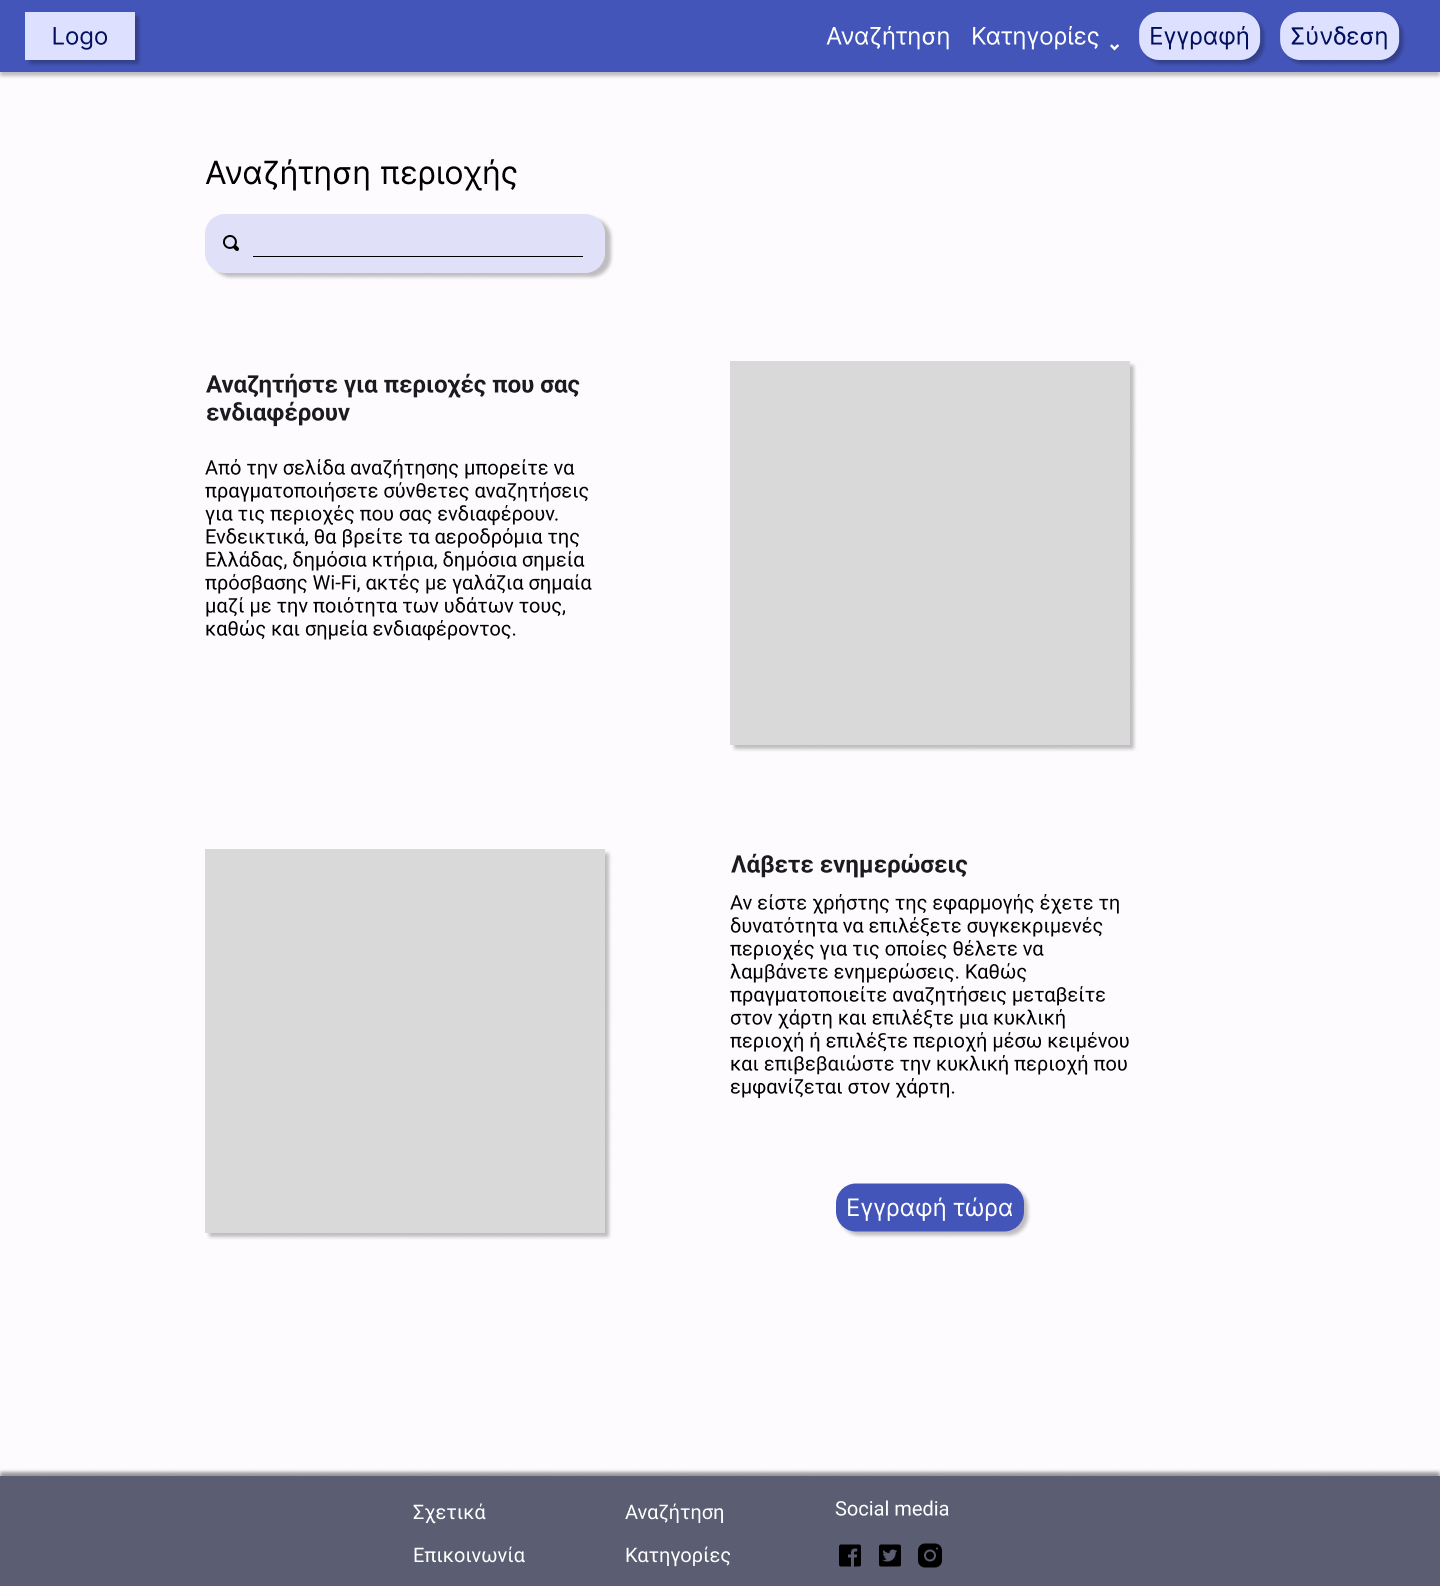 Logo
Αναζήτηση Κατηγορίες Εγγραφή Σύνδεση
Αναζήτηση περιοχής
Αναζητήστε για περιοχές που σας
ενδιαφέρουν
Από την σελίδα αναζήτησης μπορείτε να
πραγματοποιήσετε σύνθετες αναζητήσεις
για τις περιοχές που σας ενδιαφέρουν.
Ενδεικτικά, θα βρείτε τα αεροδρόμια της
Ελλάδας, δημόσια κτήρια, δημόσια σημεία
πρόσβασης Wi-Fi, ακτές με γαλάζια σημαία
μαζί με την ποιότητα των υδάτων τους,
καθώς και σημεία ενδιαφέροντος.
Λάβετε ενημερώσεις
Αν είστε χρήστης της εφαρμογής έχετε τη
δυνατότητα να επιλέξετε συγκεκριμενές
περιοχές για τις οποίες θέλετε να
λαμβάνετε ενημερώσεις. Καθώς
πραγματοποιείτε αναζητήσεις μεταβείτε
στον χάρτη και επιλέξτε μια κυκλική
περιοχή ή επιλέξτε περιοχή μέσω κειμένου
και επιβεβαιώστε την κυκλική περιοχή που
εμφανίζεται στον χάρτη.
Εγγραφή τώρα
Σχετικά
Επικοινωνία
Αναζήτηση
Κατηγορίες
Social media